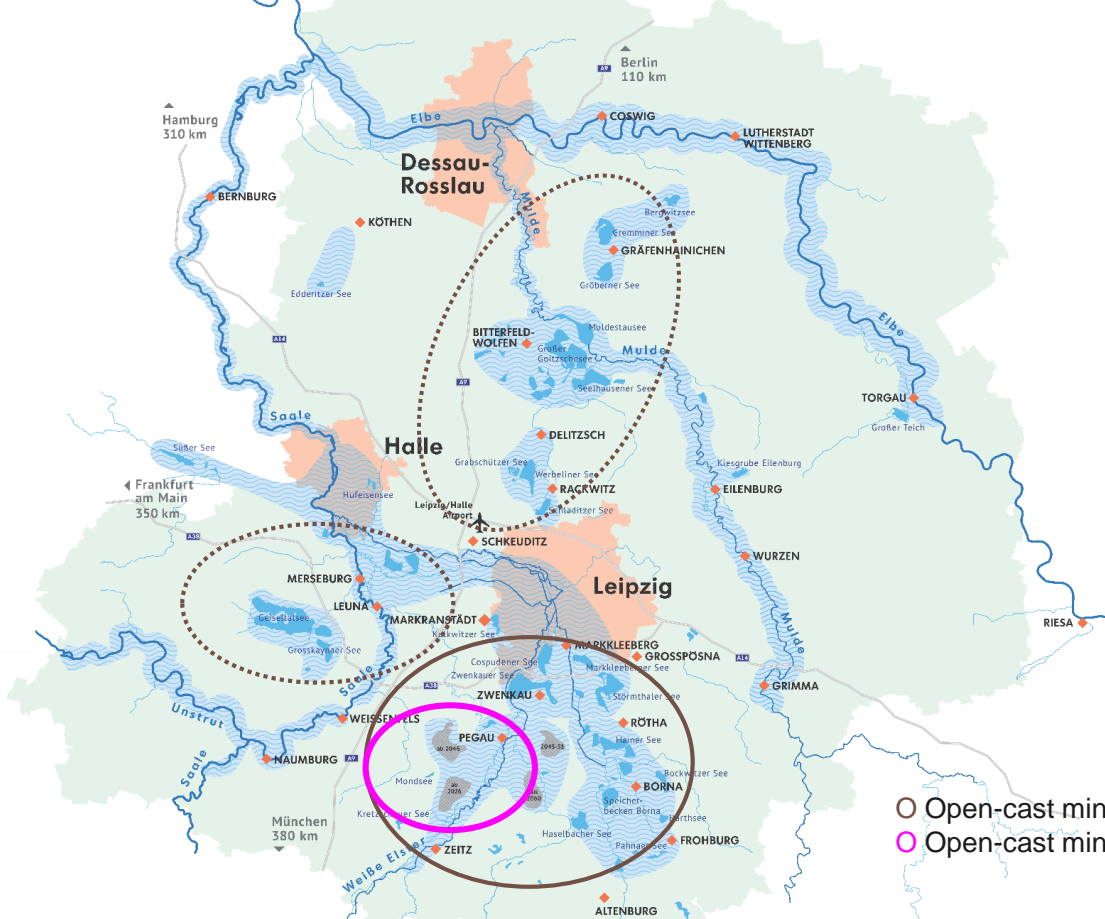 Berlin
110 km
A9
Hamburg
310 km
Elbe
COSWIG
LUTHERSTADT
WITTENBERG
Dessau-
Rosslau
BERNBURG
KÖTHEN
Mulde
Bergwitzsee
Gremminer See
GRÄFENHAINICHEN
Gröberner See
Edderitzer See
BITTERFELD-
WOLFEN
Muldestausee
Großer
Goitzschesee
Mulde
Seelhausener See
Elbe
A14
A9
TORGAU
Großer Teich
Saale
Halle
DELITZSCH
Süßer See
Grabschützer See
Werbeliner See
Kiesgrube Eilenburg
Frankfurt
am Main
350 km
Hufeisensee
RACKWITZ
EILENBURG
Leipzig/Halle
Airport
Schladitzer See
A38
SCHKEUDITZ
WURZEN
MERSEBURG
Leipzig
LEUNA
MARKRANSTÄDT
Geiseltalsee
Kulkwitzer See
RIESA
Grosskaynaer See
MARKKLEEBERG
GROSSPÖSNA
A14
Mulde
Cospudener See
Markkleeberger See
Zwenkauer See
Saale
A38
ZWENKAU
Störmthaler See
GRIMMA
Unstrut
WEISSENFELS
RÖTHA
PEGAU
Hainer See
ab 2046
2045-51
NAUMBURG
A9
Saale
Mondsee
ab
2026
bis
2060
Bockwitzer See
BORNA
Speicher-
becken Borna
Harthsee
O Open-cast min
O Open-cast min
München
380 km
Kretzschauer See
Haselbacher See
Pahnaer See
FROHBURG
ZEITZ
Weiße Elster
ALTENBURG